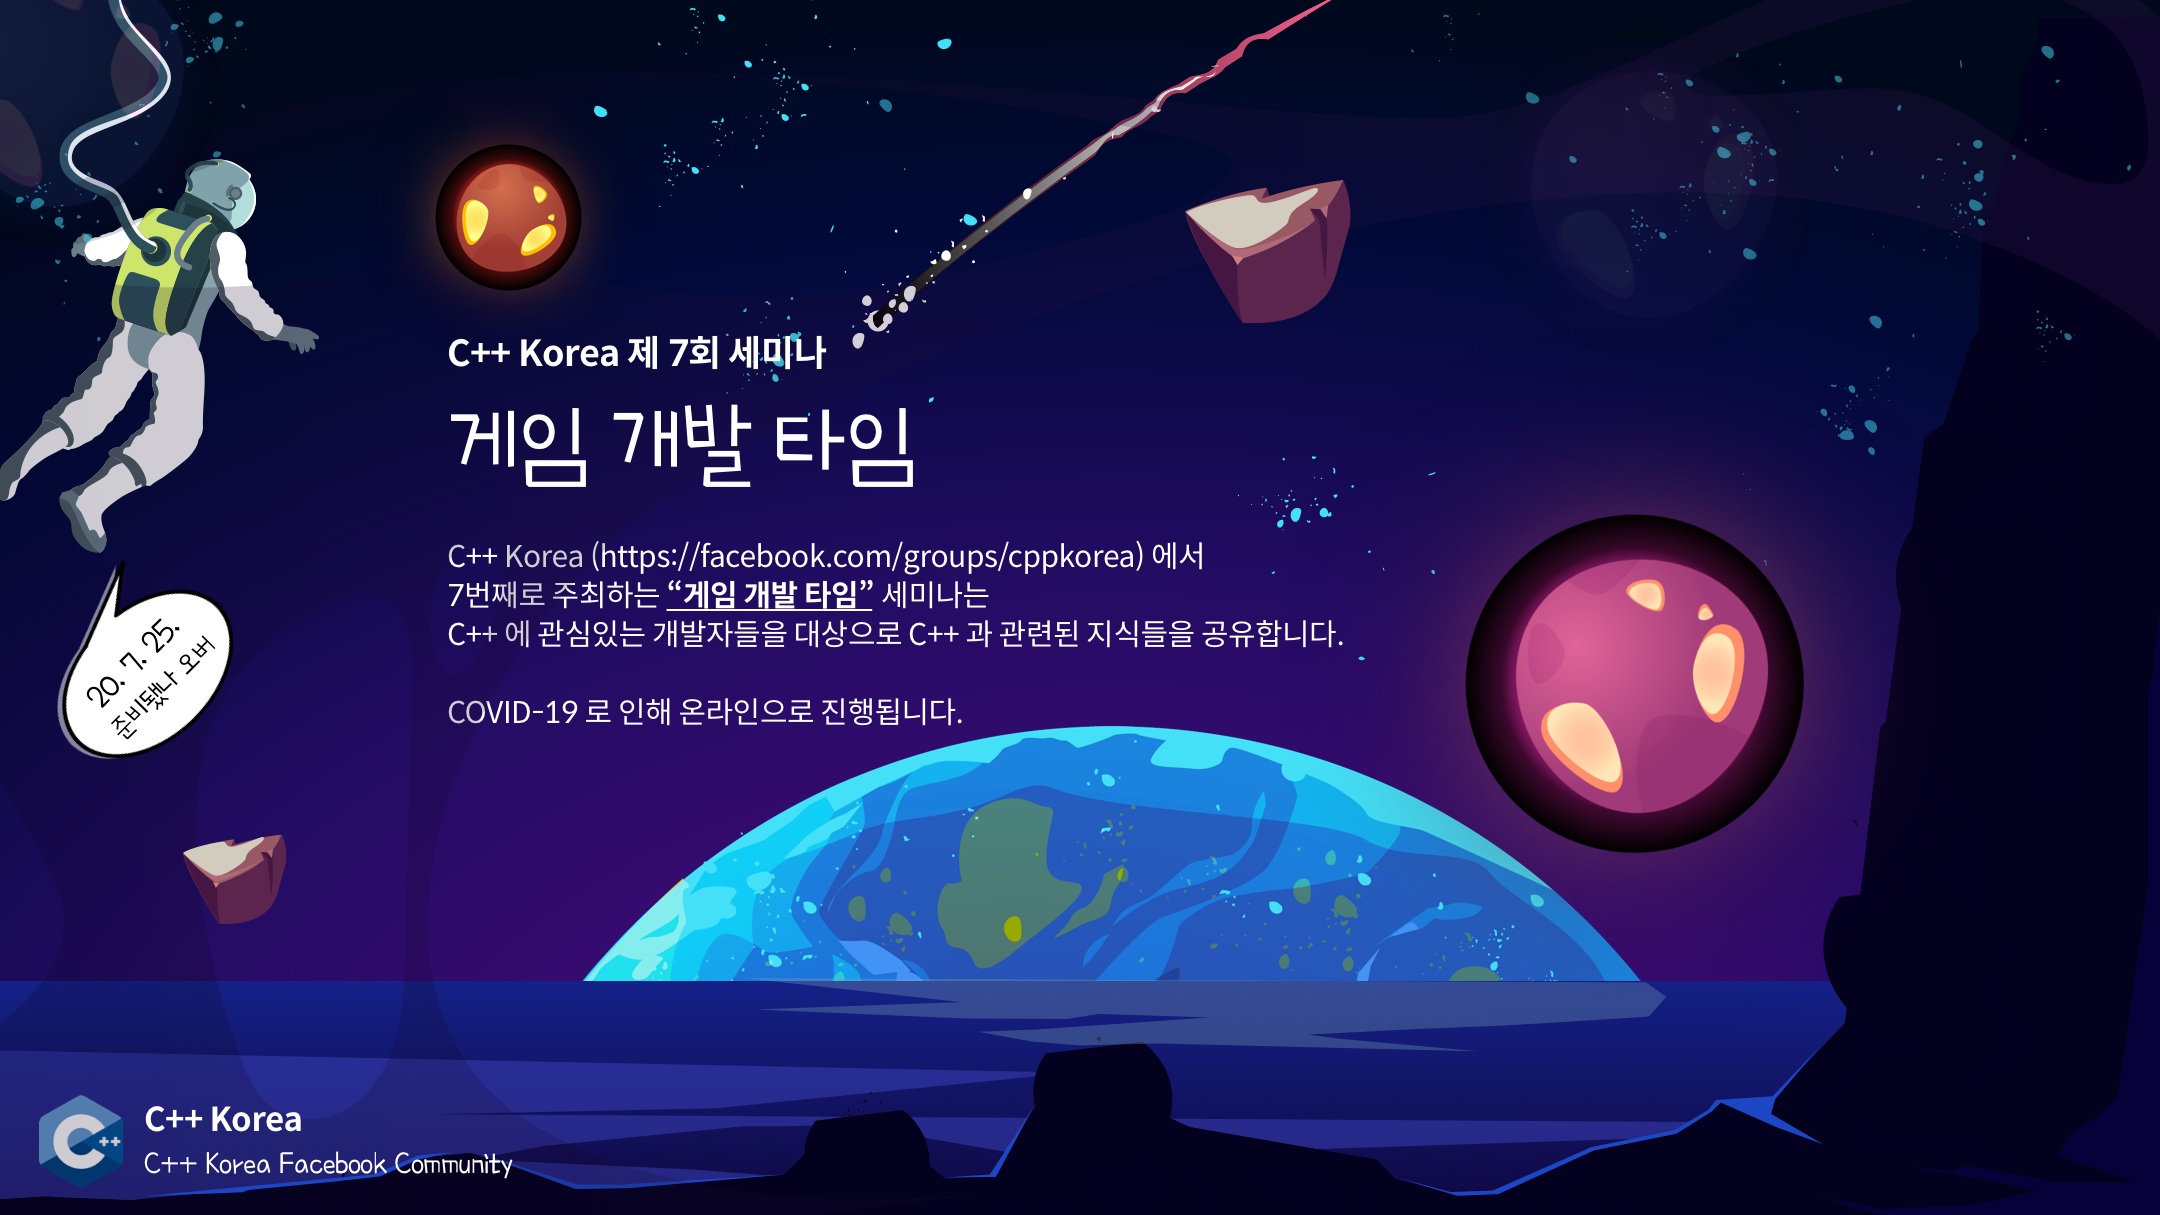 C++ Korea 제 7회 세미나
게임 개발 타임
C++ Korea (https://facebook.com/groups/cppkorea) 에서
7번째로 주최하는 “게임 개발 타임” 세미나는
C++ 에 관심있는 개발자들을 대상으로 C++ 과 관련된 지식들을 공유합니다.
COVID-19 로 인해 온라인으로 진행됩니다.
20. 7. 25.
준비됐나 오버
C++
C++ Korea
C++ Korea Facebook Community